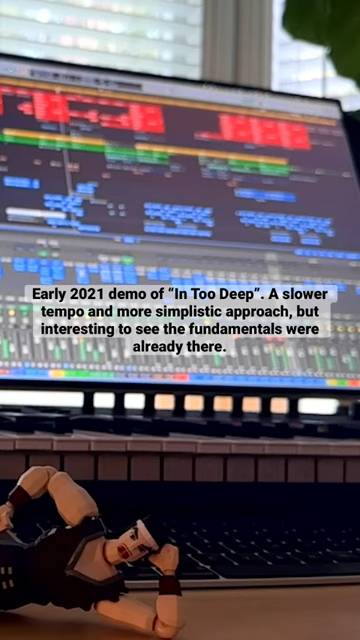 Early 2021 demo of “In Too Deep”. A slower
tempo and more simplistic approach, but
interesting to see the fundamentals were
already there.